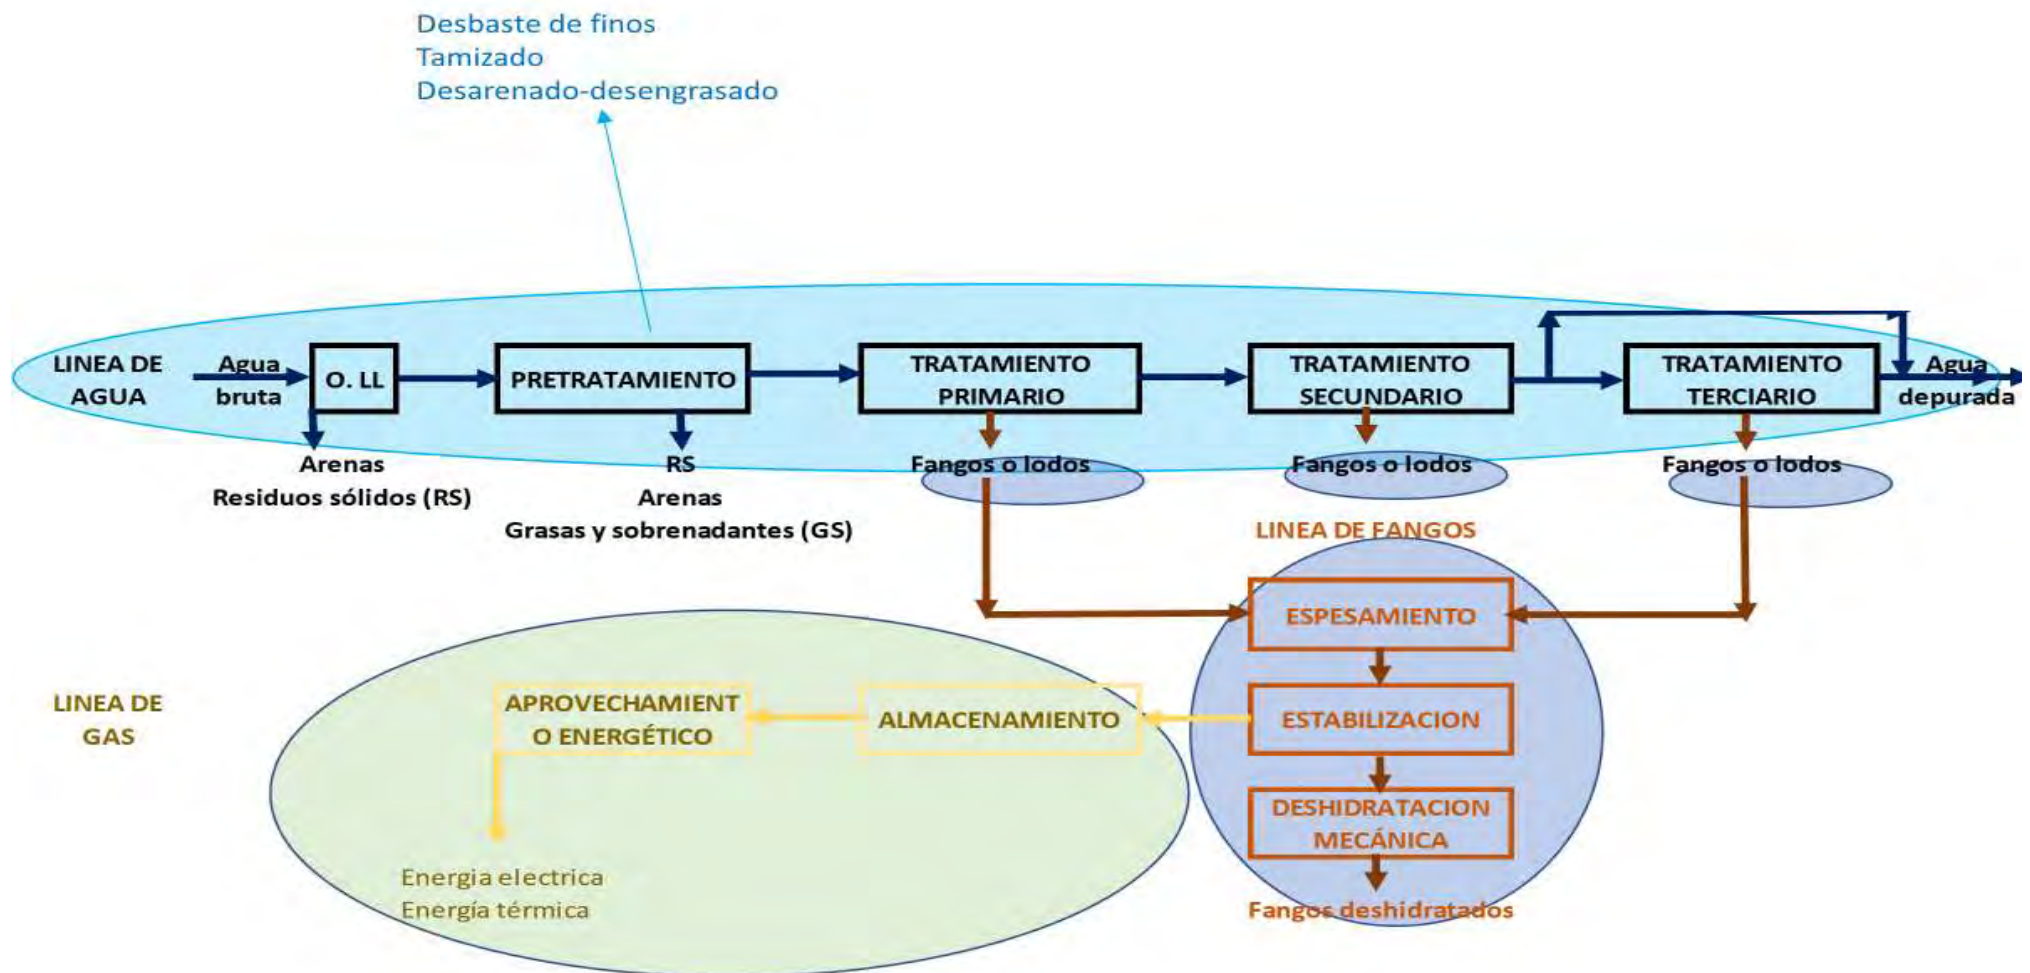 Desbaste de finos
Tamizado
Desarenado-desengrasado
LINEA DE
AGUA
Agua
bruta
O. LL
PRETRATAMIENTO
TRATAMIENTO
PRIMARIO
TRATAMIENTO
SECUNDARIO
TRATAMIENTO
TERCIARIO
Agua
depurada
Arenas
Residuos sólidos (RS)
RS
Arenas
Grasas y sobrenadantes (GS)
Fangos o lodos
Fangos o lodos
Fangos o lodos
LINEA DE FANGOS
ESPESAMIENTO
LINEA DE
GAS
APROVECHAMIENT
O ENERGÉTICO
ALMACENAMIENTO
ESTABILIZACION
DESHIDRATACION
MECÁNICA
Energia electrica
Energía térmica
Fangos deshidratados